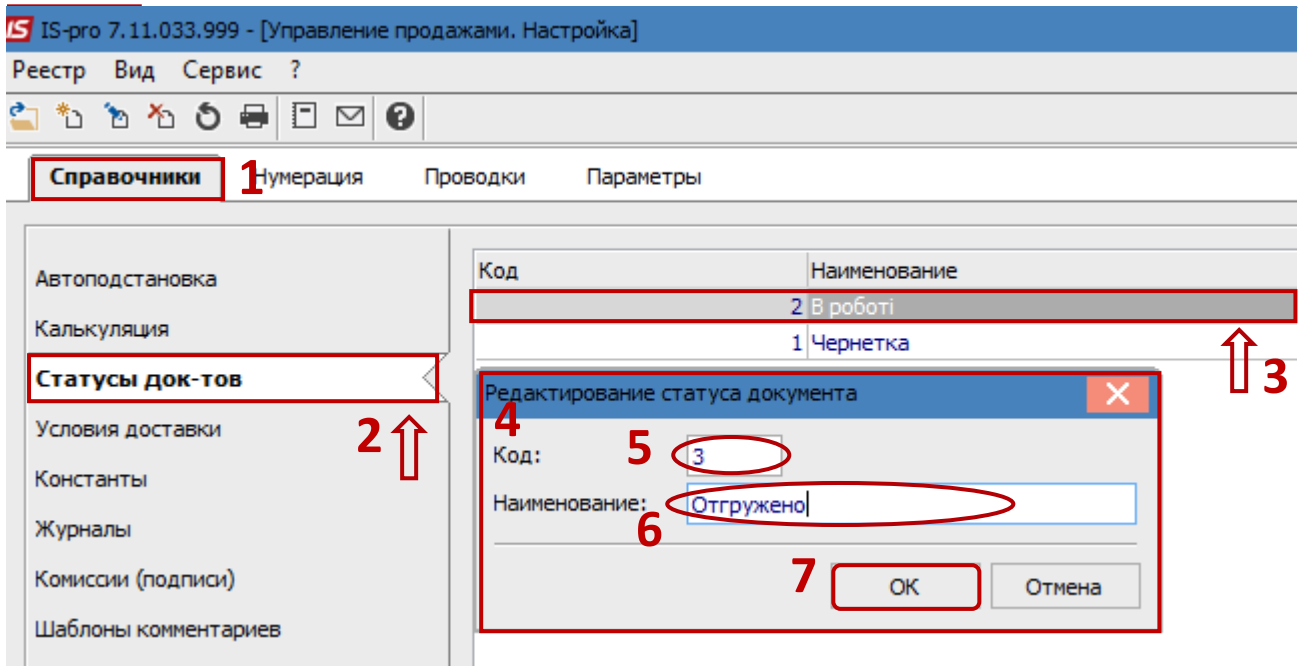 IS IS-pro 7.11.033.999 - [Управление продажами. Настройка]
Реестр Вид Сервис ?
Справочники 1 Нумерация Проводки Параметры
Автоподстановка
Калькуляция
Статусы док-тов
2
Условия доставки
Константы
Журналы
Комиссии (подписи)
Шаблоны комментариев
Код Наименование
2 В роботі
1 Чернетка
3
Редактирование статуса документа
4
Код: 5 3
Наименование: Отгружено
6
7 ОК Отмена